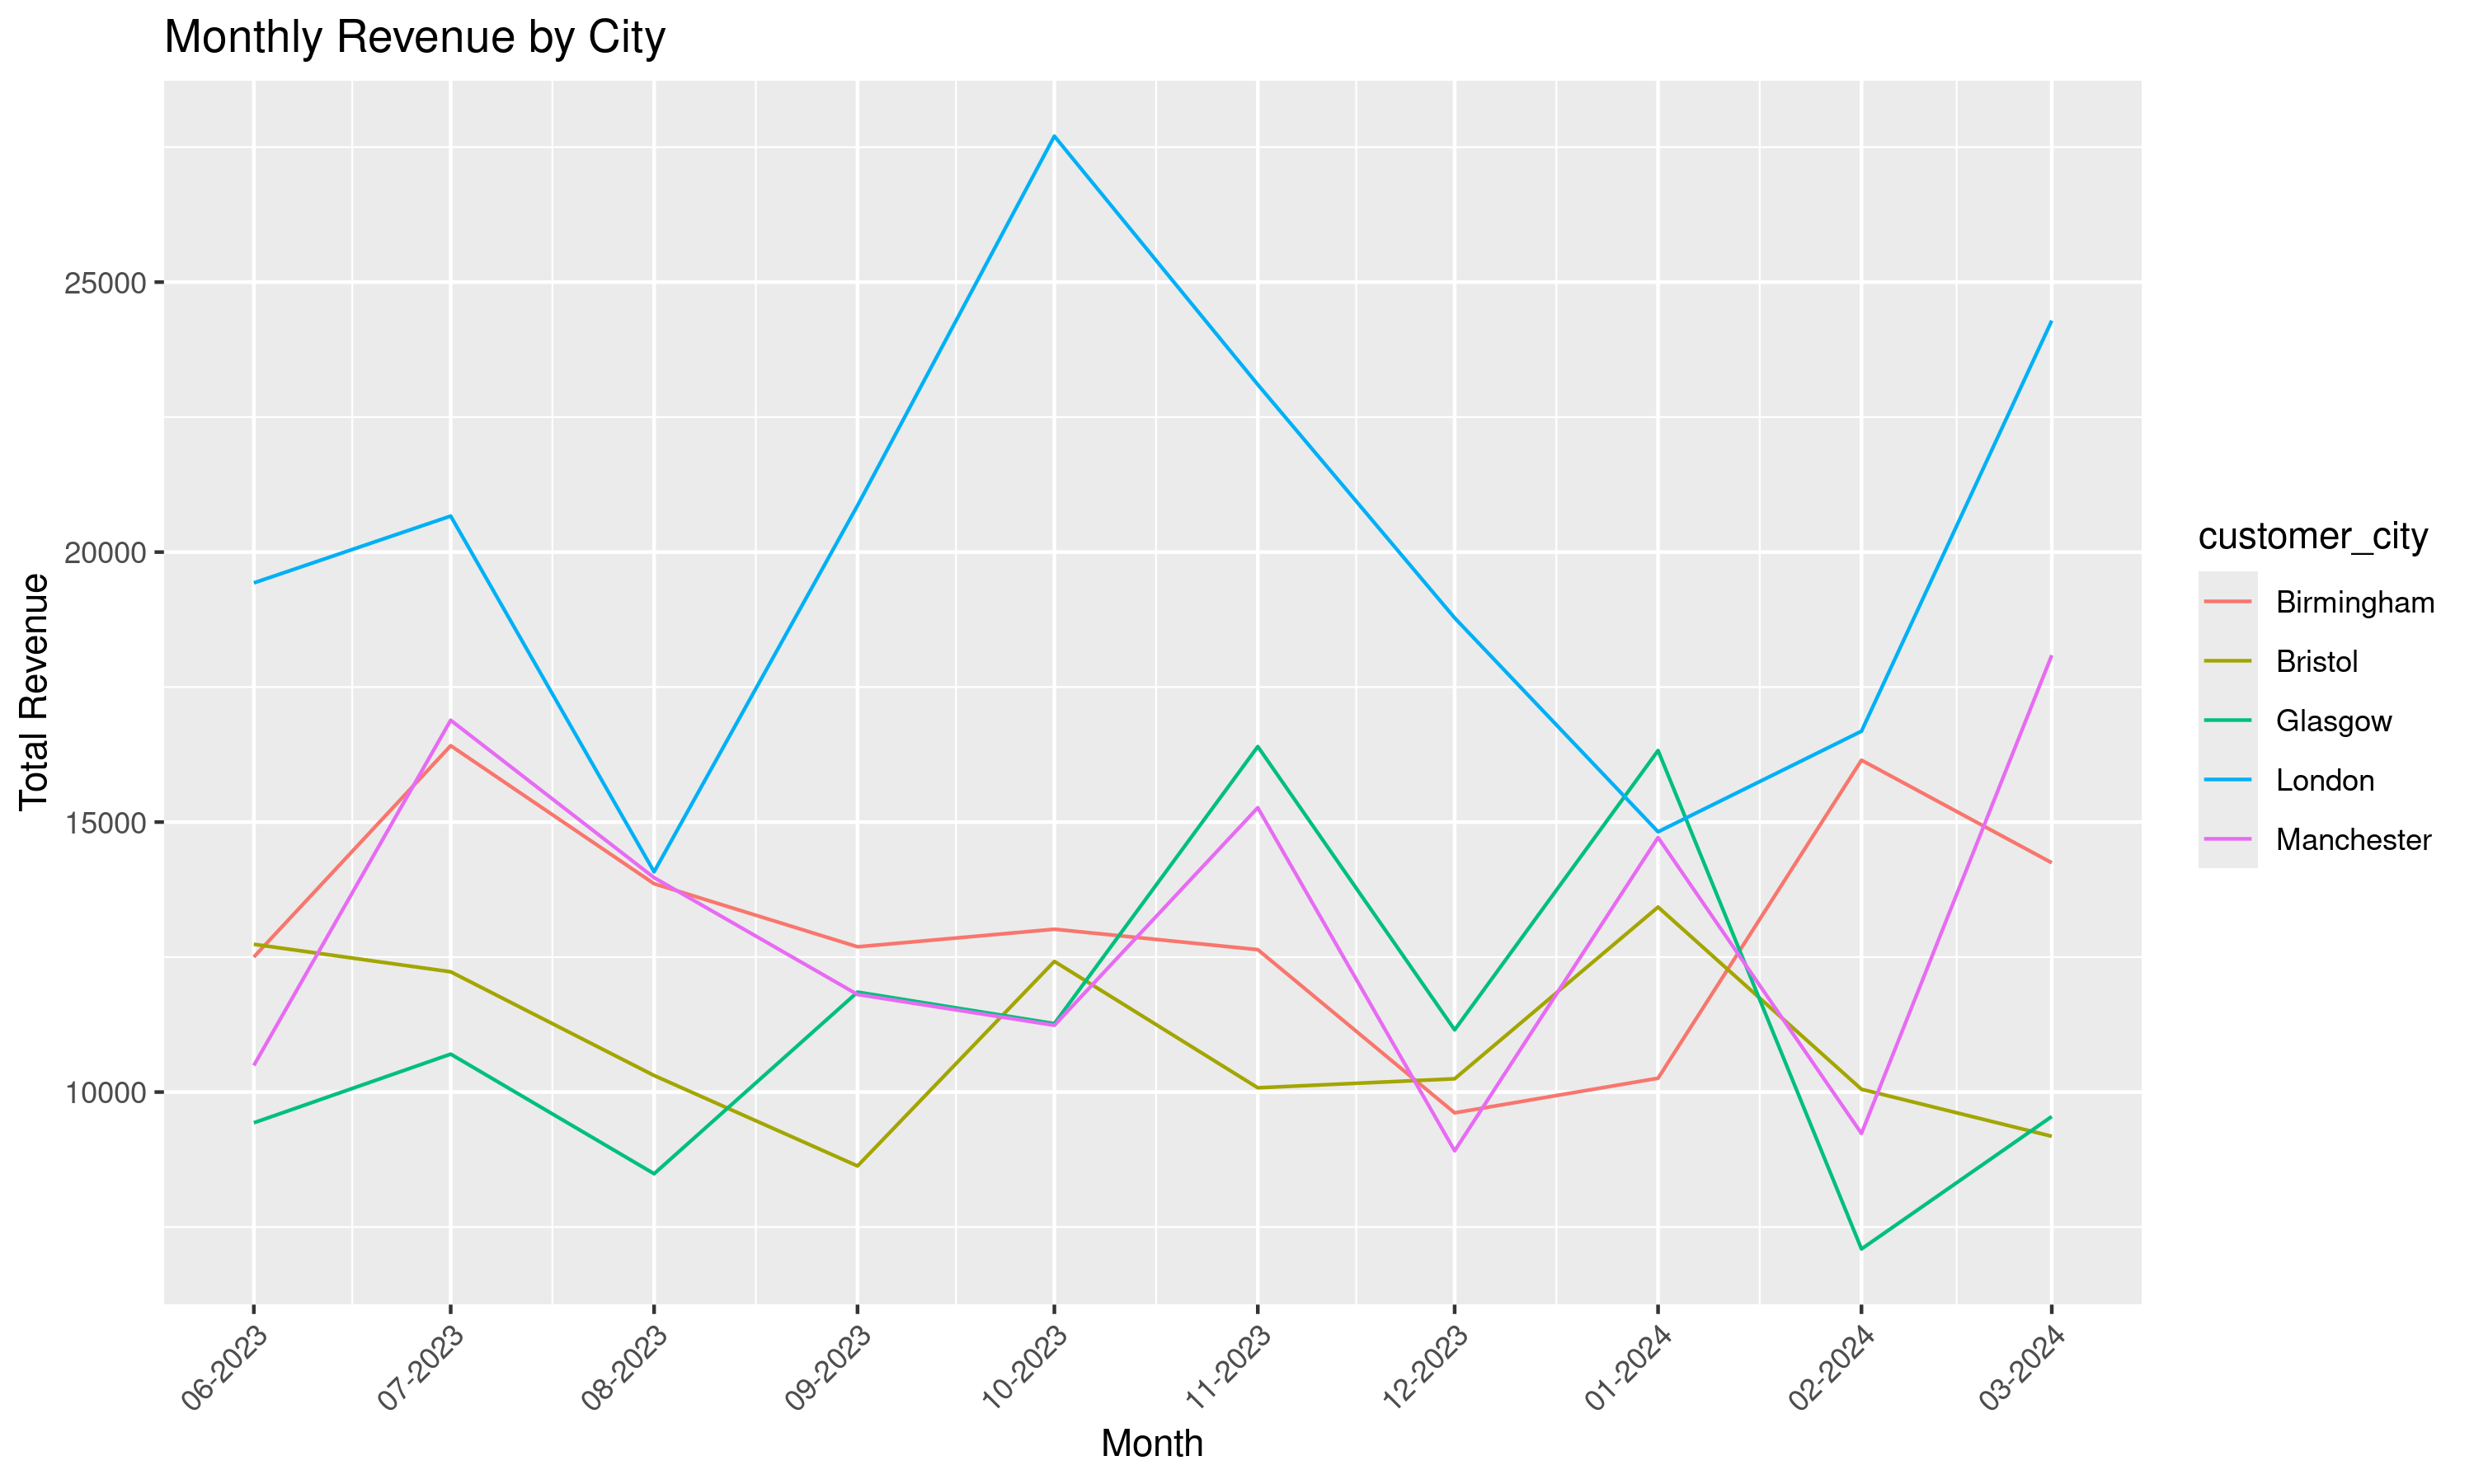 Monthly Revenue by City
Total Revenue
25000
20000
15000
10000
06-2023
07-2023
08-2023
09-2023
10-2023
11-2023
12-2023
01-2024
02-2024
03-2024
Month
customer_city
Birmingham
Bristol
Glasgow
London
Manchester